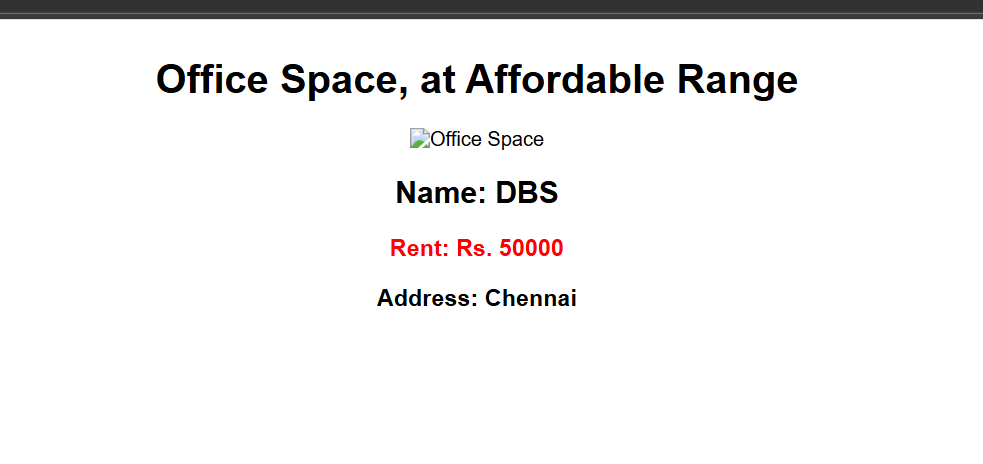 Office Space, at Affordable Range
Office Space
Name: DBS
Rent: Rs. 50000
Address: Chennai